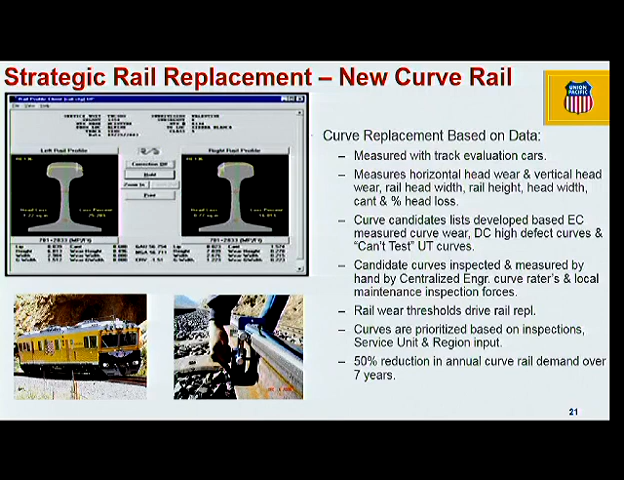 Strategic Rail Replacement – New Curve Rail
UNION
PACIFIC
Left Rail Profile
Right Rail Profile
Hold
Zoom In
Print
Curve Replacement Based on Data:
– Measured with track evaluation cars.
– Measures horizontal head wear & vertical head
wear, rail head width, rail height, head width,
cant & % head loss.
– Curve candidates lists developed based EC
measured curve wear, DC high defect curves &
“Can’t Test” UT curves.
– Candidate curves inspected & measured by
hand by Centralized Engr. curve rater’s & local
maintenance inspection forces.
– Rail wear thresholds drive rail repl.
– Curves are prioritized based on inspections,
Service Unit & Region input.
– 50% reduction in annual curve rail demand over
7 years.
21